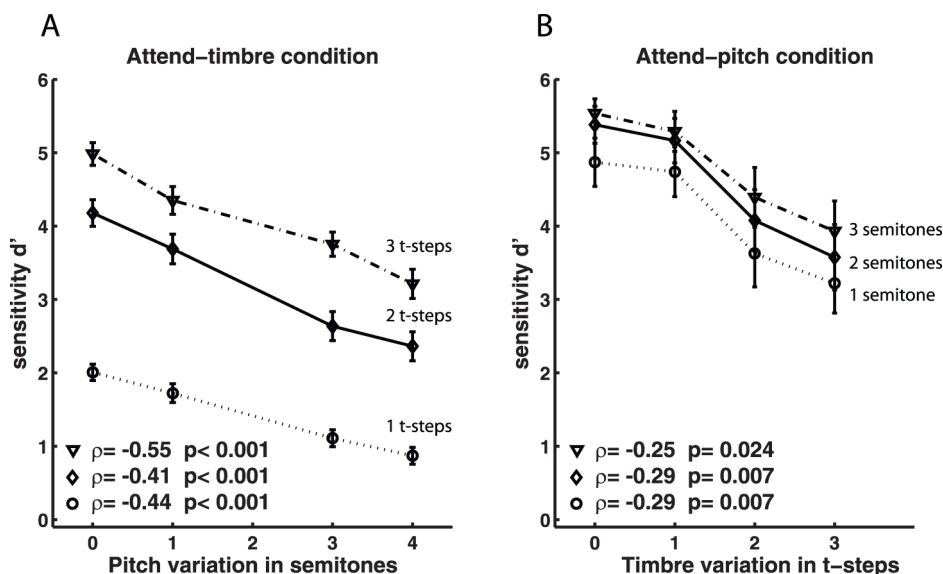 A
Attend–timbre condition
6
5
4
3
2
1
0
sensitivity d'
3 t-steps
2 t-steps
1 t-steps
ρ= -0.55 p< 0.001
ρ= -0.41 p< 0.001
ρ= -0.44 p< 0.001
0 1 2 3 4
Pitch variation in semitones
B
Attend–pitch condition
6
5
4
3
2
1
0
sensitivity d'
3 semitones
2 semitones
1 semitone
ρ= -0.25 p= 0.024
ρ= -0.29 p= 0.007
ρ= -0.29 p= 0.007
0 1 2 3
Timbre variation in t–steps